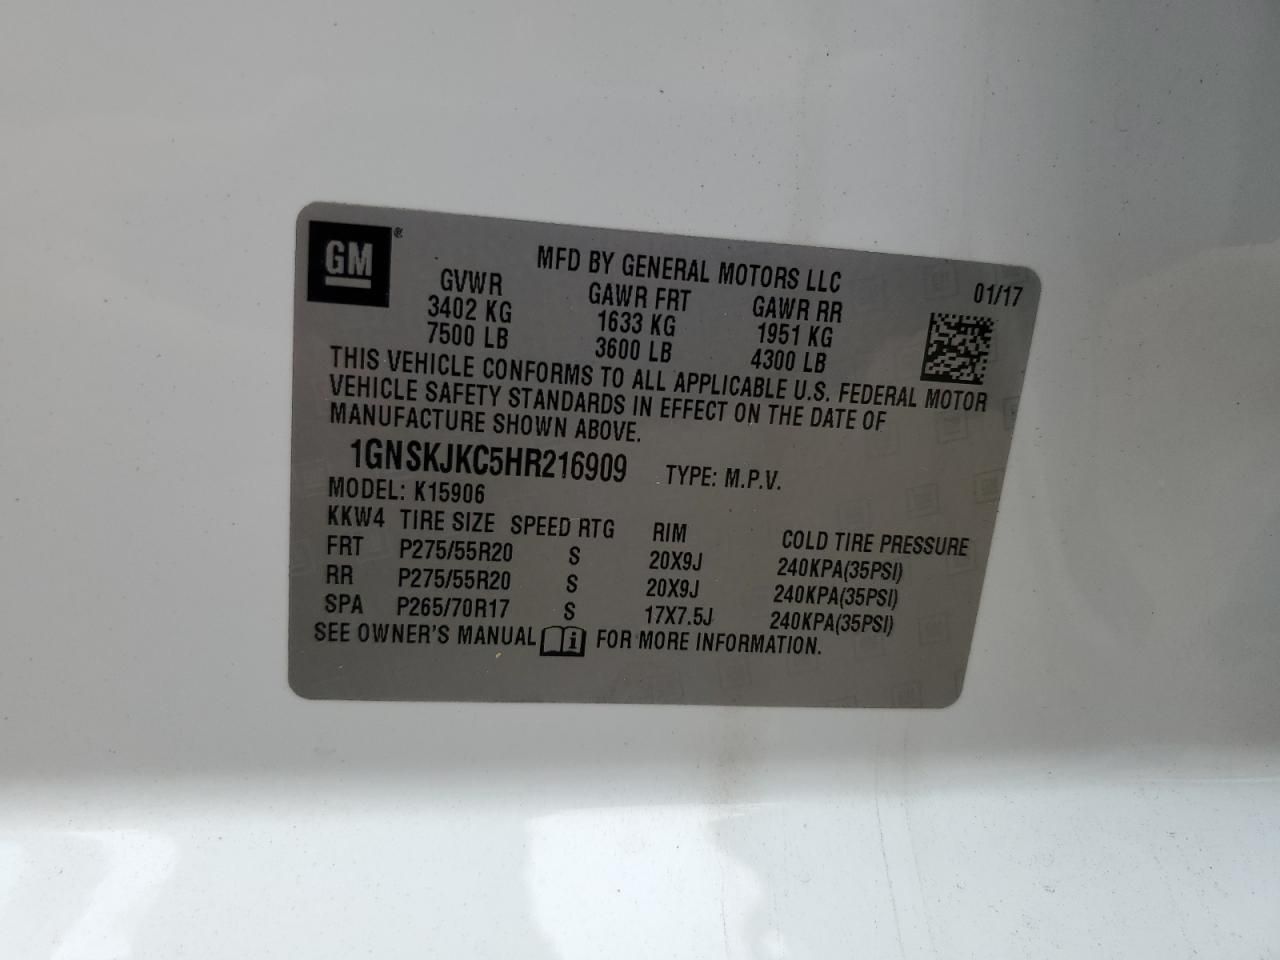 GM ®
MFD BY GENERAL MOTORS LLC
GVWR GAWR FRT GAWR RR 01/17
3402 KG 1633 KG 1951 KG
7500 LB 3600 LB 4300 LB
THIS VEHICLE CONFORMS TO ALL APPLICABLE U.S. FEDERAL MOTOR
VEHICLE SAFETY STANDARDS IN EFFECT ON THE DATE OF
MANUFACTURE SHOWN ABOVE.
1GNSKJKC5HR216909 TYPE: M.P.V.
MODEL: K15906
KKW4 TIRE SIZE SPEED RTG RIM COLD TIRE PRESSURE
FRT P275/55R20 S 20X9J 240KPA(35PSI)
RR P275/55R20 S 20X9J 240KPA(35PSI)
SPA P265/70R17 S 17X7.5J 240KPA(35PSI)
SEE OWNER'S MANUAL i FOR MORE INFORMATION.